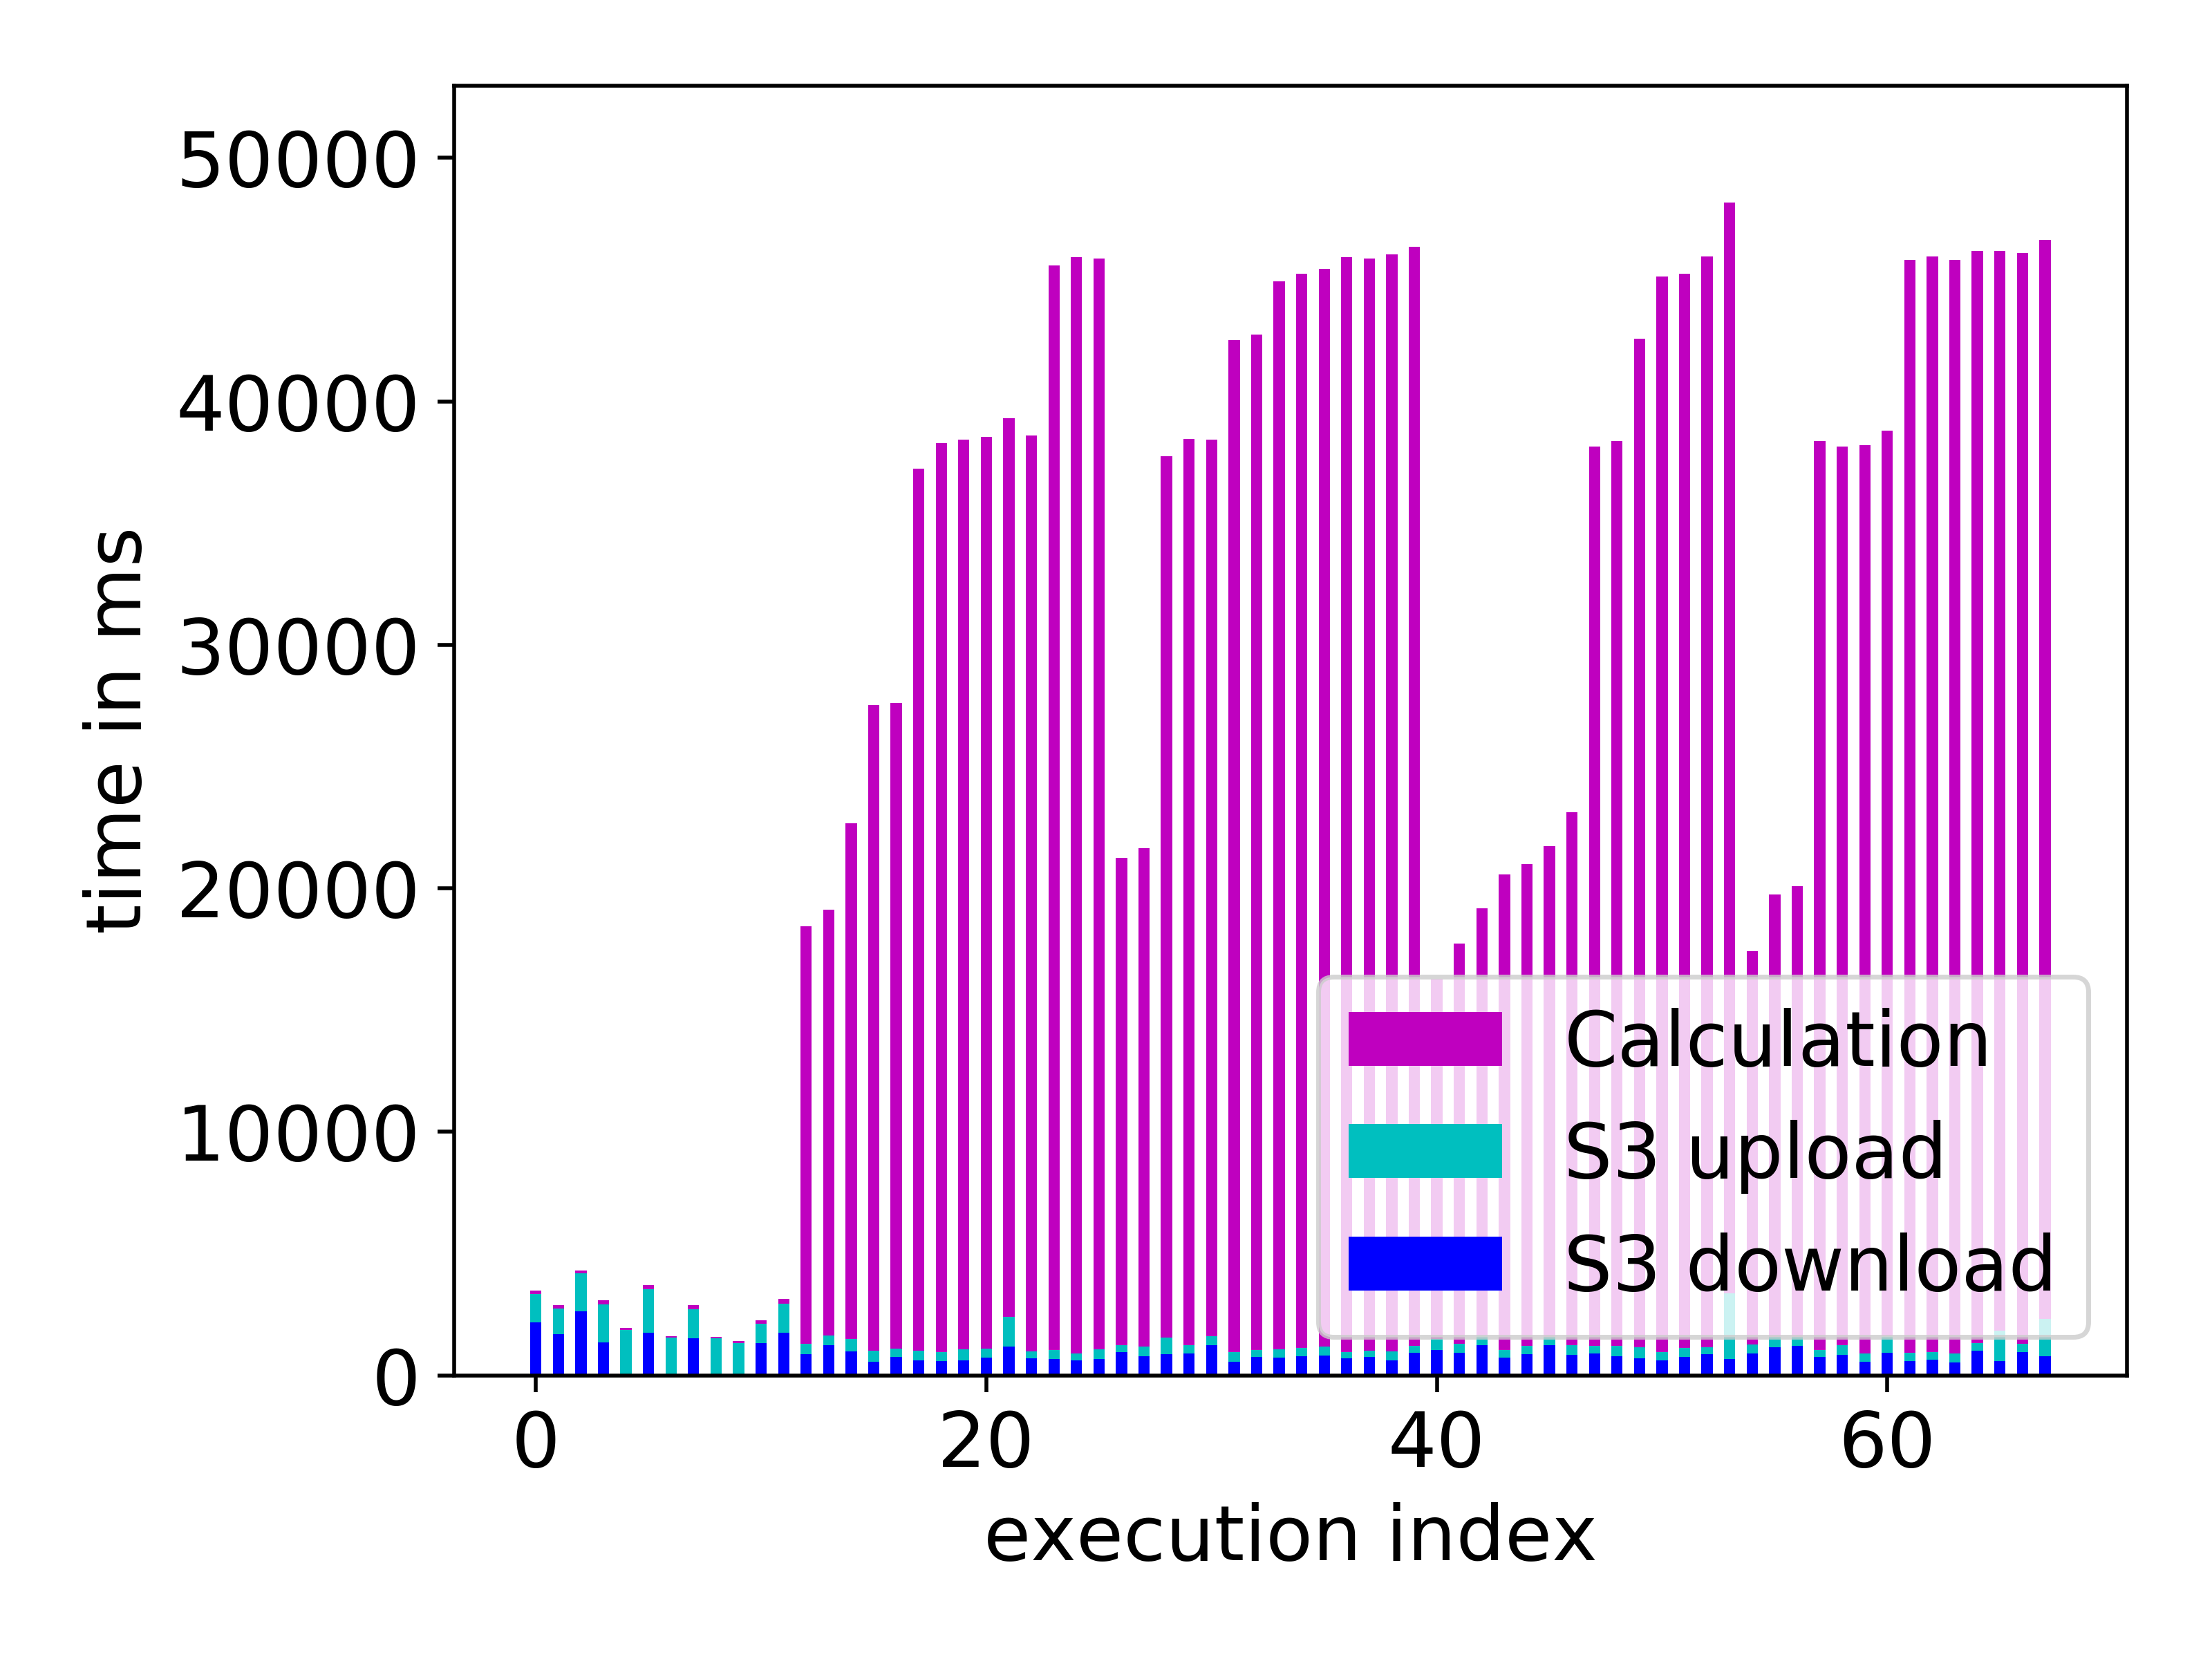 50000
40000
30000
20000
10000
0
time in ms
Calculation
S3 upload
S3 download
0 20 40 60
execution index